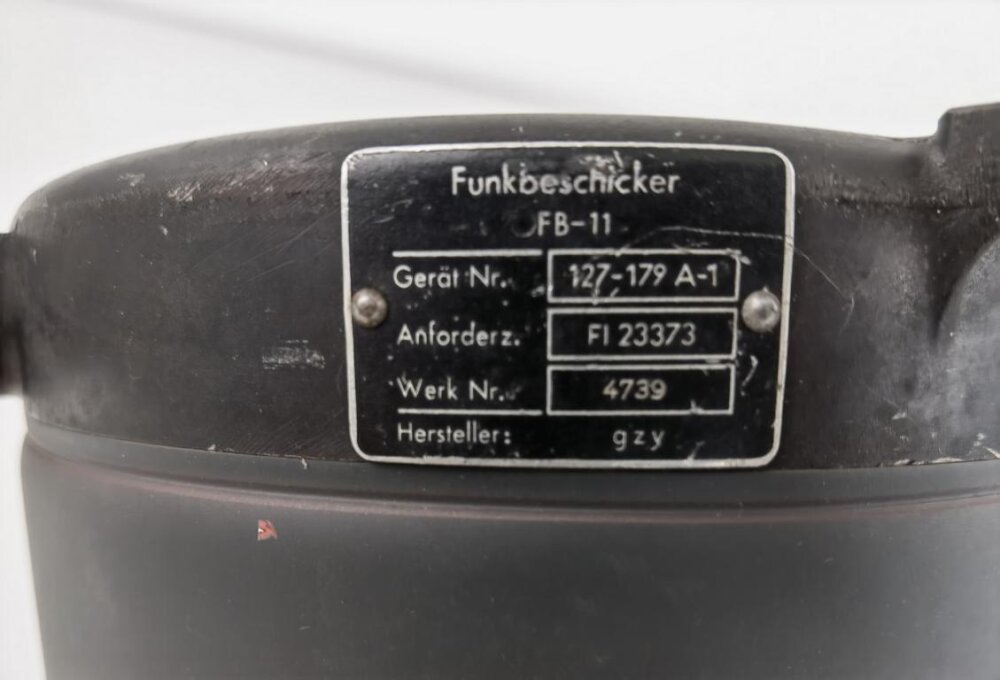 Funkbeschicker
FB-11
Gerät Nr. 127-179 A-1
Anforderz. Fl 23373
Werk Nr. 4739
Hersteller: gzy